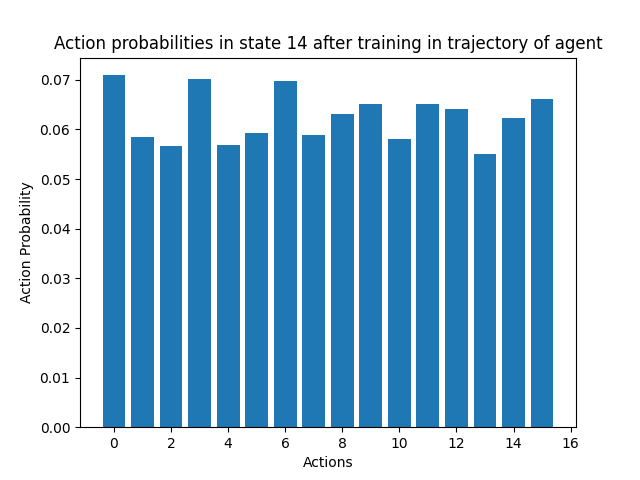 Action probabilities in state 14 after training in trajectory of agent
0.07
0.06
0.05
0.04
0.03
0.02
0.01
0.00
Action Probability
0 2 4 6 8 10 12 14 16
Actions